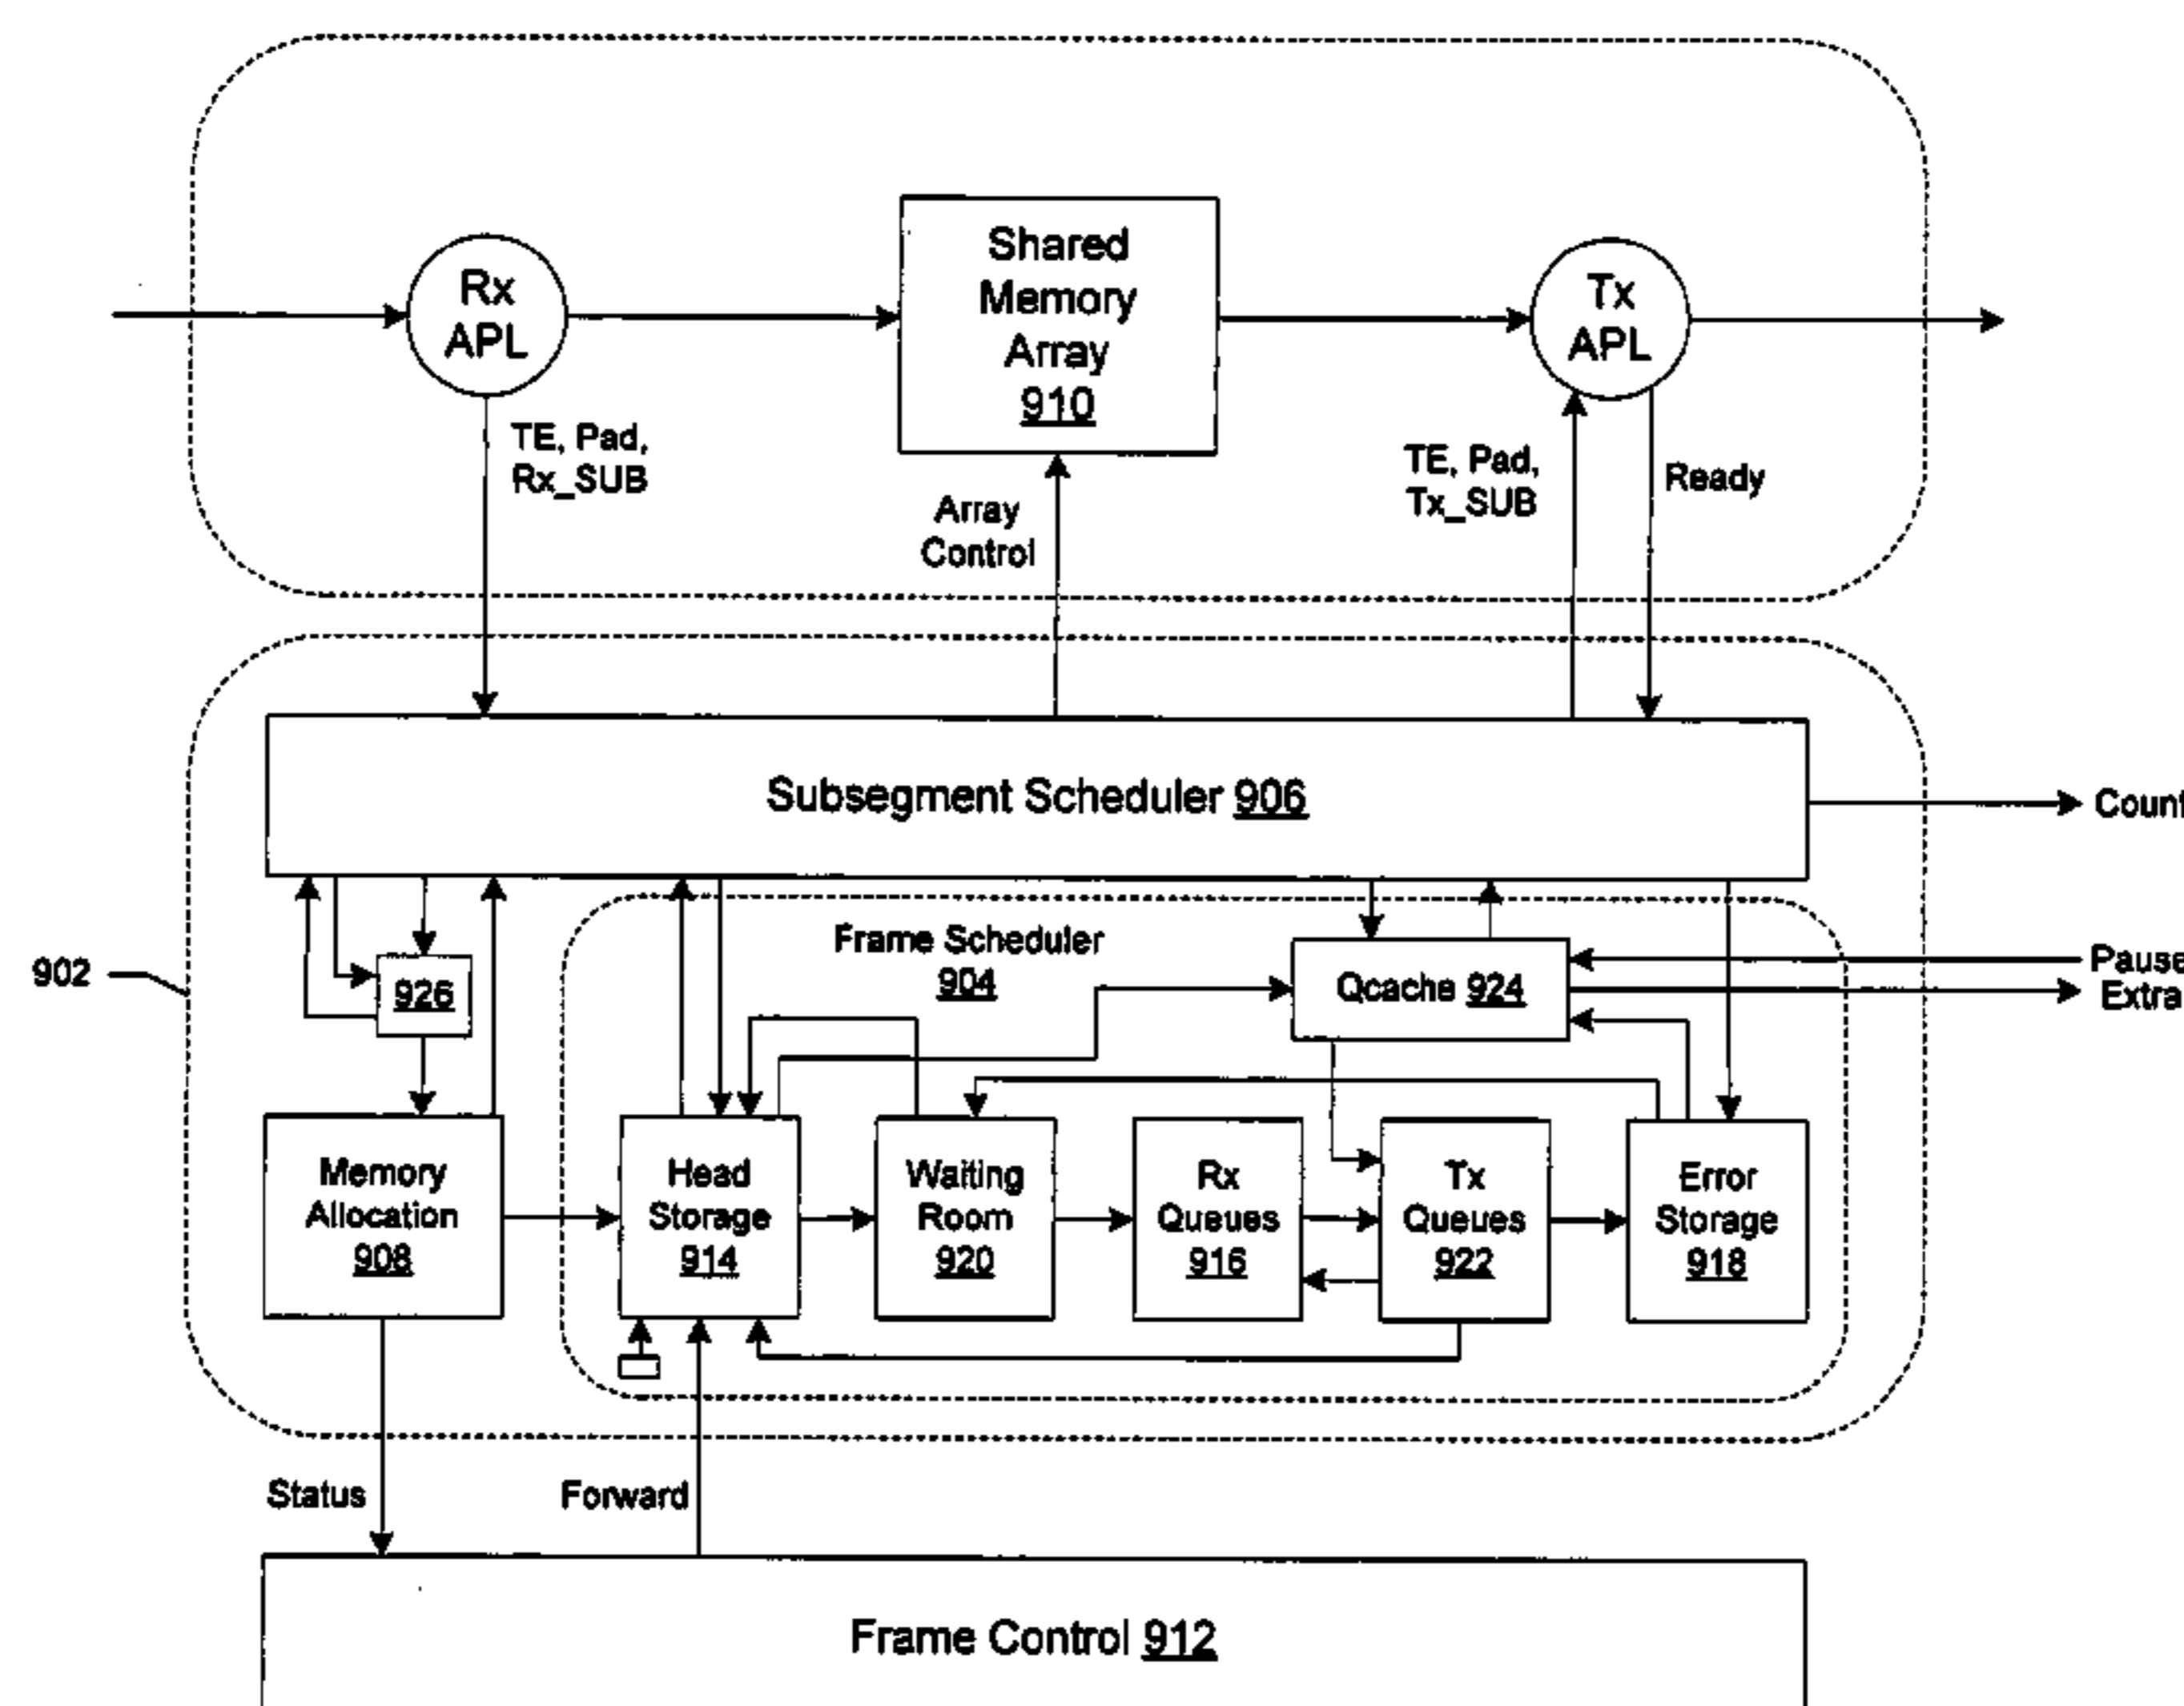 Rx
APL
Shared
Memory
Array
910
Tx
APL
TE, Pad,
Rx_SUB
Array
Control
TE, Pad,
Tx_SUB
Ready
Subsegment Scheduler 906
Count
902
926
Frame Scheduler
904
Qcache 924
Pause
Extra
Memory
Allocation
908
Head
Storage
914
Waiting
Room
920
Rx
Queues
916
Tx
Queues
922
Error
Storage
918
Status
Forward
Frame Control 912